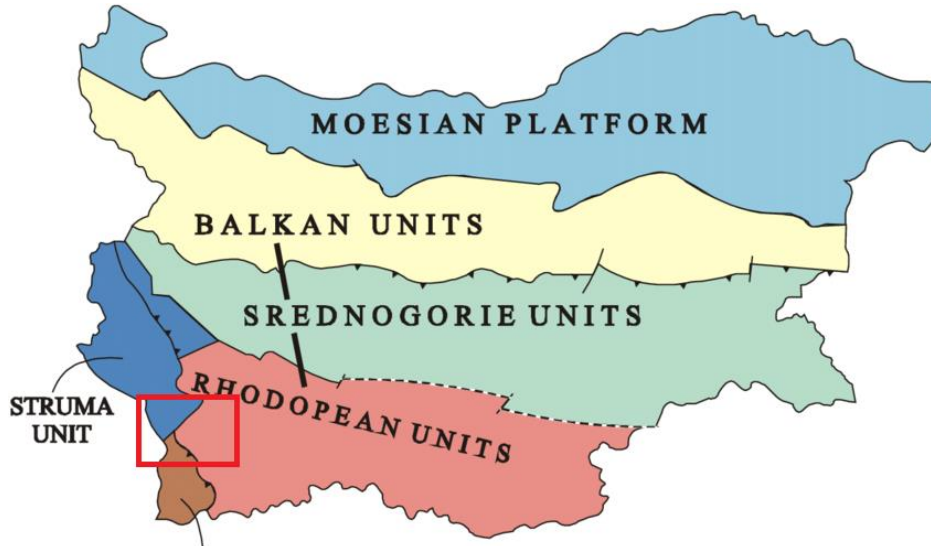 MOESIAN PLATFORM
BALKAN UNITS
SREDNOGORIE UNITS
RHODOPEAN UNITS
STRUMA
UNIT